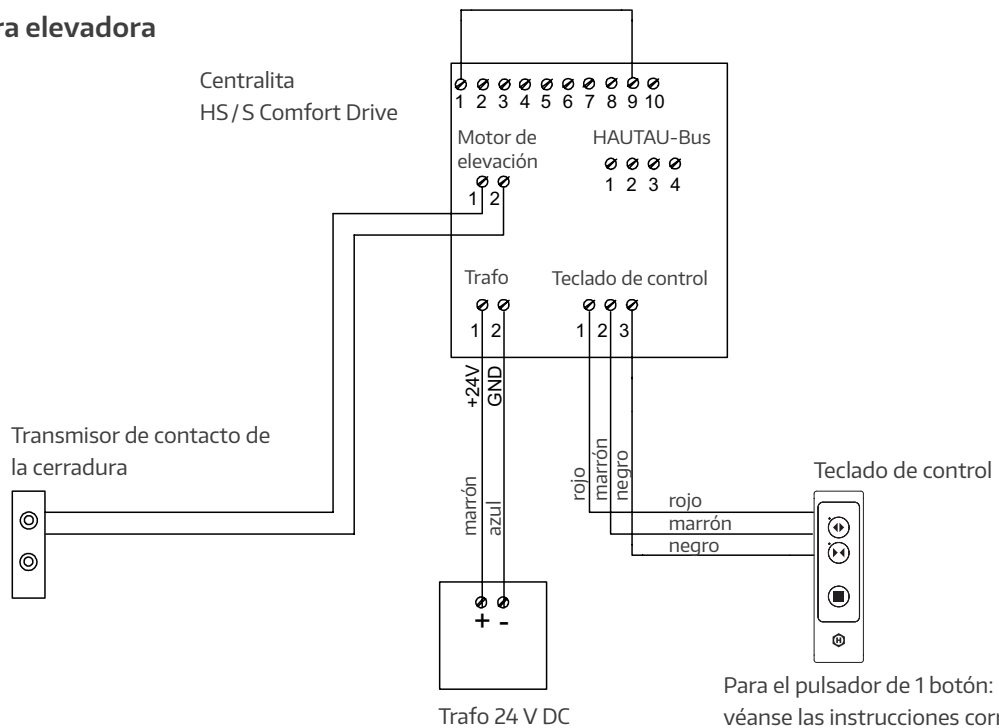 elevadora
Centralita
HS/S Comfort Drive
1 2 3 4 5 6 7 8 9 10
Motor de
elevación
HAUTAU-Bus
1 2 3 4
1 2
Trafo
Teclado de control
1 2
1 2 3
+24V
GND
marrón
azul
rojo
marrón
negro
Transmisor de contacto de
la cerradura
Teclado de control
rojo
marrón
negro
H
+ -
Trafo 24 V DC
Para el pulsador de 1 botón:
véanse las instrucciones